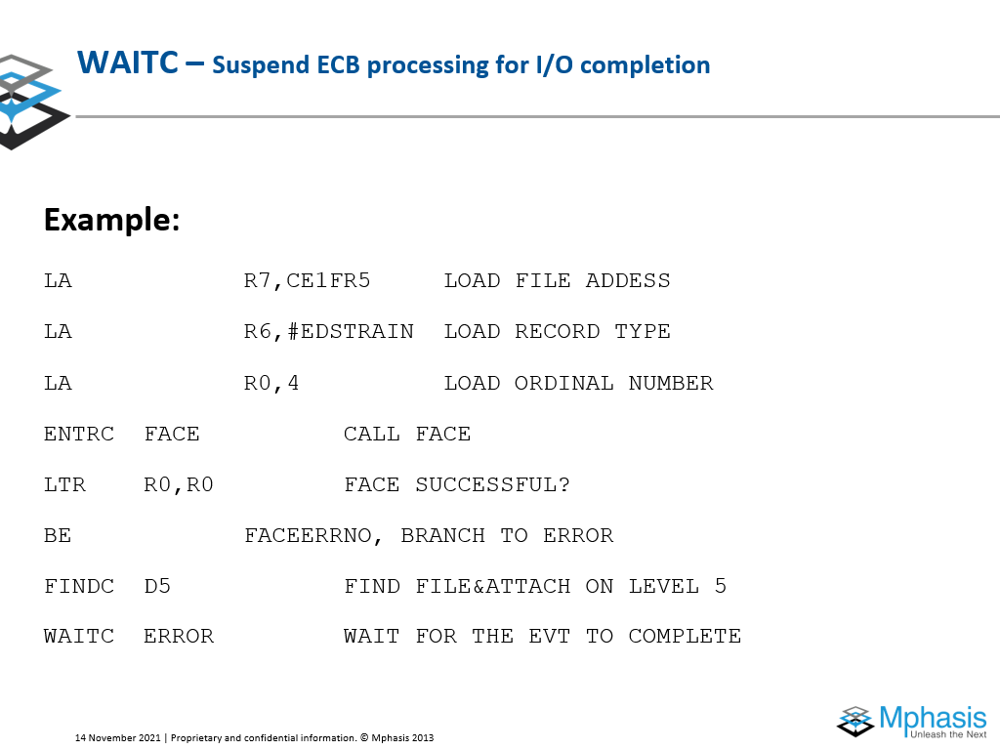 WAITC – Suspend ECB processing for I/O completion
Example:
LA R7,CE1FR5 LOAD FILE ADDESS
LA R6,#EDSTRAIN LOAD RECORD TYPE
LA R0,4 LOAD ORDINAL NUMBER
ENTRC FACE CALL FACE
LTR R0,R0 FACE SUCCESSFUL?
BE FACEERRNO, BRANCH TO ERROR
FINDC D5 FIND FILE&ATTACH ON LEVEL 5
WAITC ERROR WAIT FOR THE EVT TO COMPLETE
14 November 2021 | Proprietary and confidential information. © Mphasis 2013
Mphasis
Unleash the Next